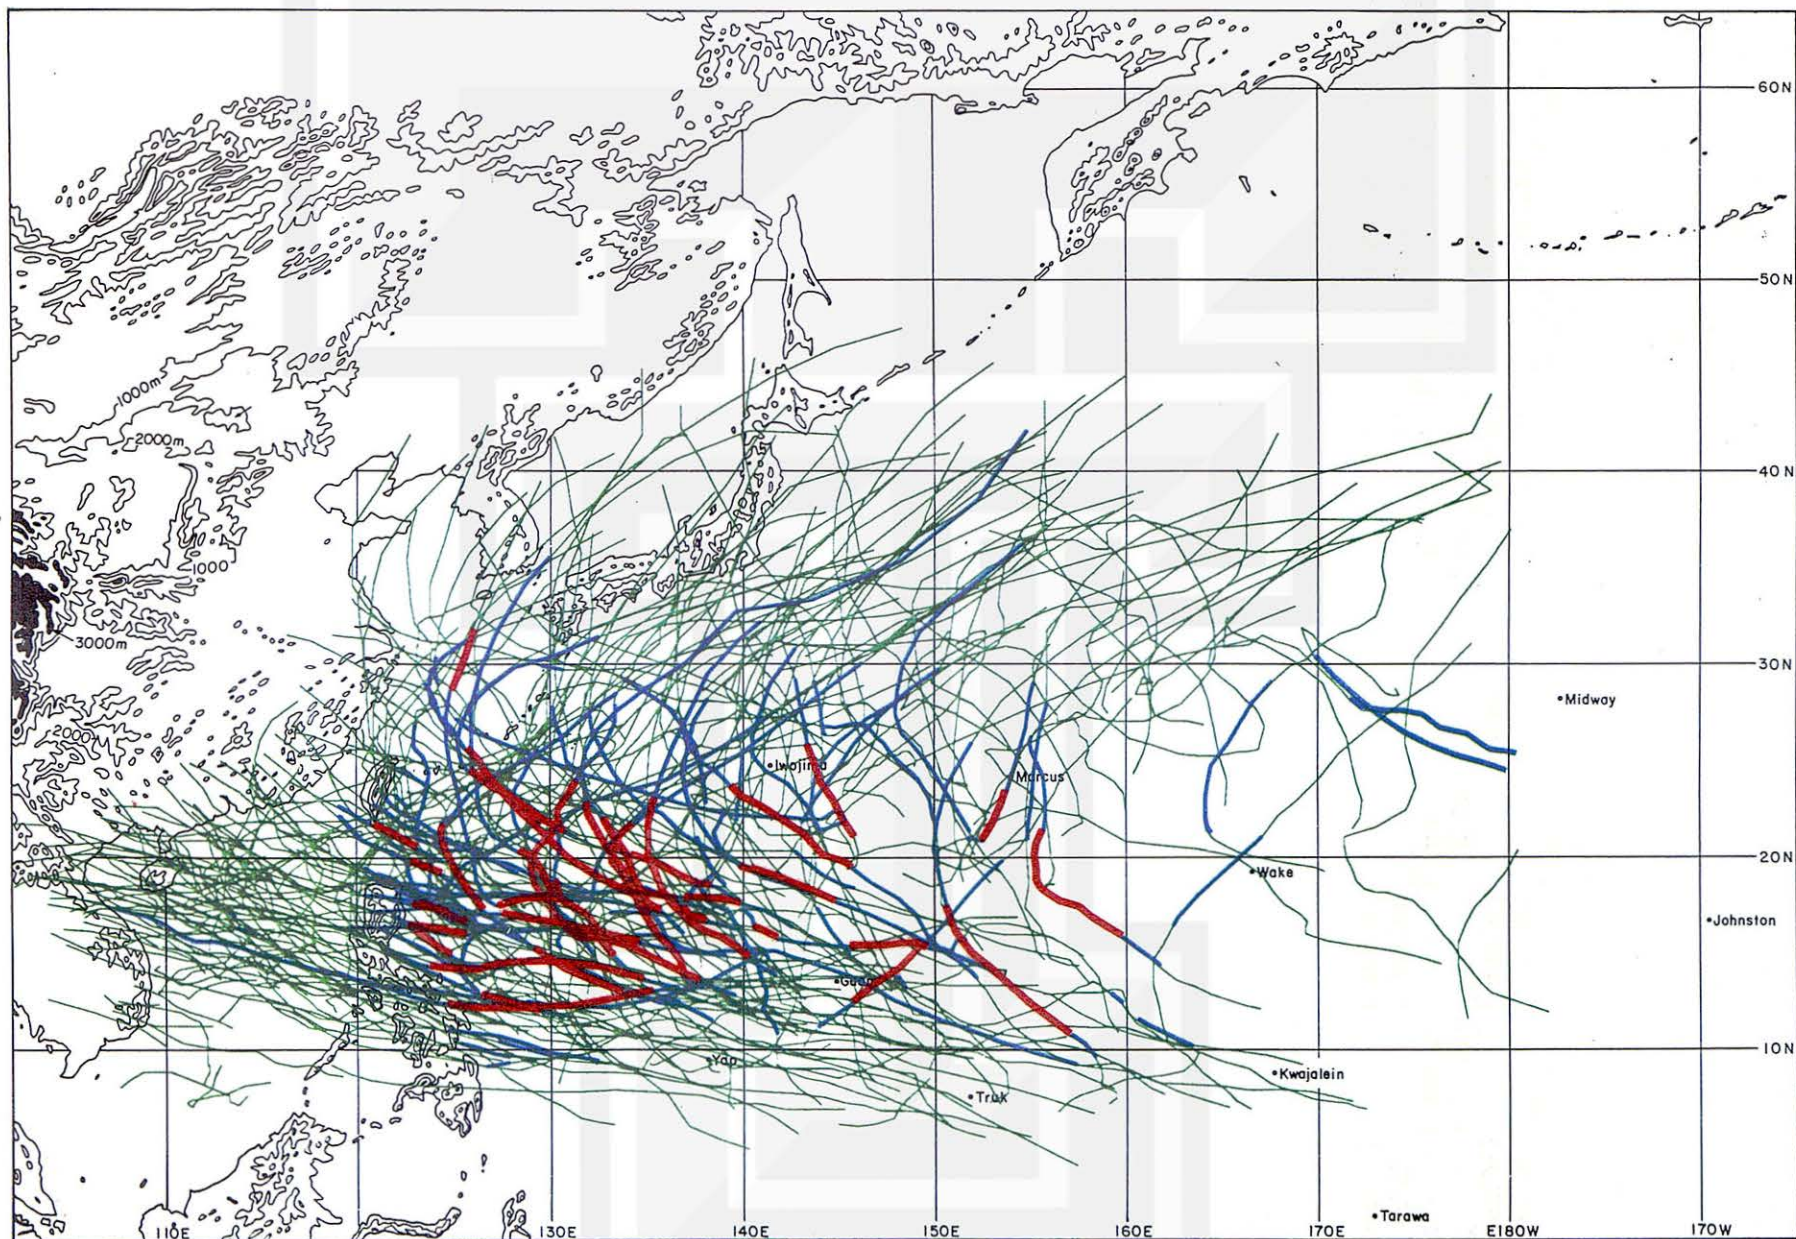 60N
50N
1000m
2000m
40N
1000
3000m
30N
Midway
2000
Iwojima
Marcus
20N
Wake
Johnston
Guam
10N
Yap
Kwajalein
Truk
Tarawa
110E
130E
140E
150E
160E
170E
E180W
170W